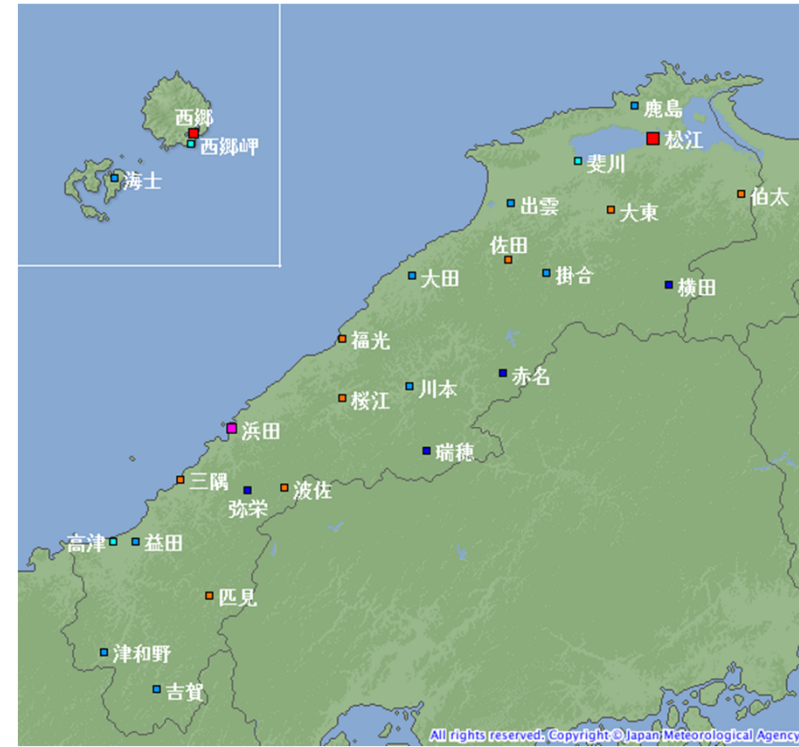 西郷
西郷岬
海士
鹿島
松江
斐川
伯太
出雲
大東
佐田
掛合
大田
横田
福光
赤名
川本
桜江
浜田
瑞穂
三隅
波佐
弥栄
高津
益田
匹見
津和野
吉賀
All rights reserved. Copyright © Japan Meteorological Agency